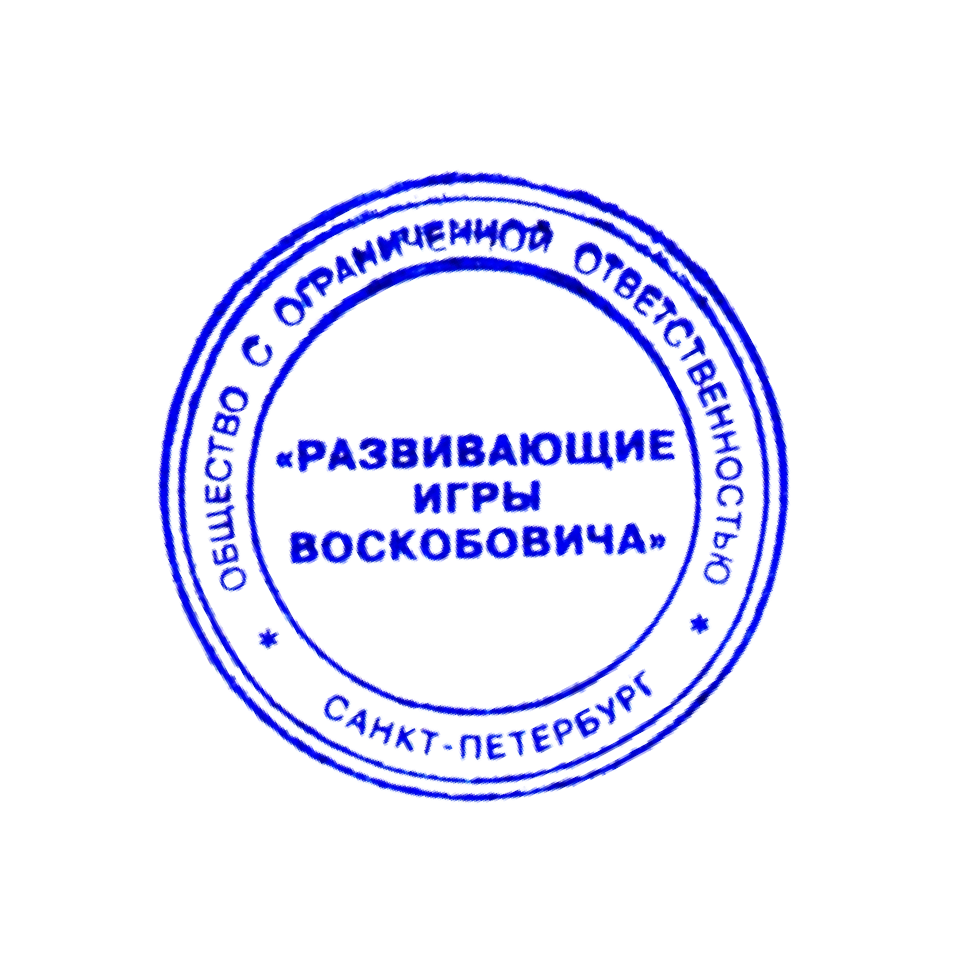 ОБЩЕСТВО С ОГРАНИЧЕННОЙ ОТВЕТСТВЕННОСТЬЮ
«РАЗВИВАЮЩИЕ
ИГРЫ
ВОСКОБОВИЧА»
* САНКТ-ПЕТЕРБУРГ *